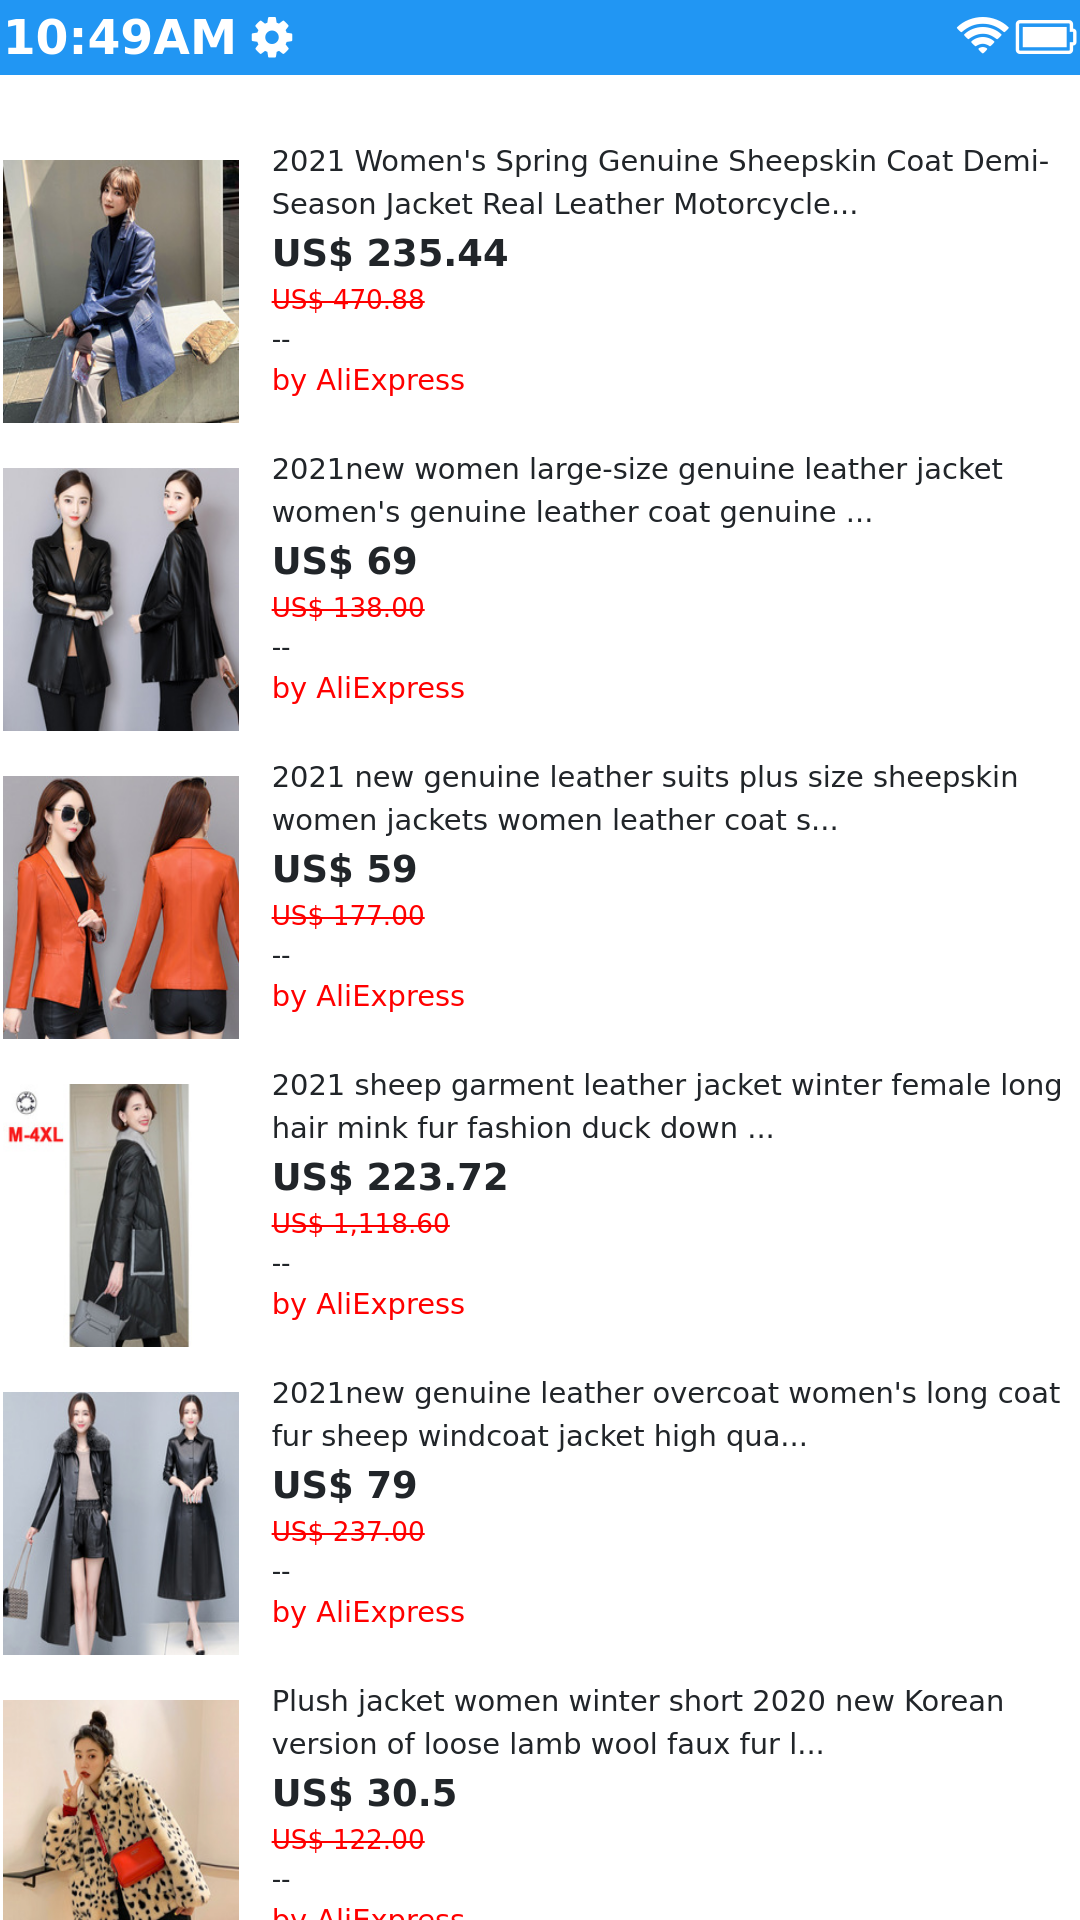 10:49AM
2021 Women's Spring Genuine Sheepskin Coat Demi-
Season Jacket Real Leather Motorcycle...
US$ 235.44
US$ 470.88
--
by AliExpress
2021new women large-size genuine leather jacket
women's genuine leather coat genuine ...
US$ 69
US$ 138.00
--
by AliExpress
2021 new genuine leather suits plus size sheepskin
women jackets women leather coat s...
US$ 59
US$ 177.00
--
by AliExpress
M-4XL
2021 sheep garment leather jacket winter female long
hair mink fur fashion duck down ...
US$ 223.72
US$ 1,118.60
--
by AliExpress
2021new genuine leather overcoat women's long coat
fur sheep windcoat jacket high qua...
US$ 79
US$ 237.00
--
by AliExpress
Plush jacket women winter short 2020 new Korean
version of loose lamb wool faux fur l...
US$ 30.5
US$ 122.00
--
by AliExpress